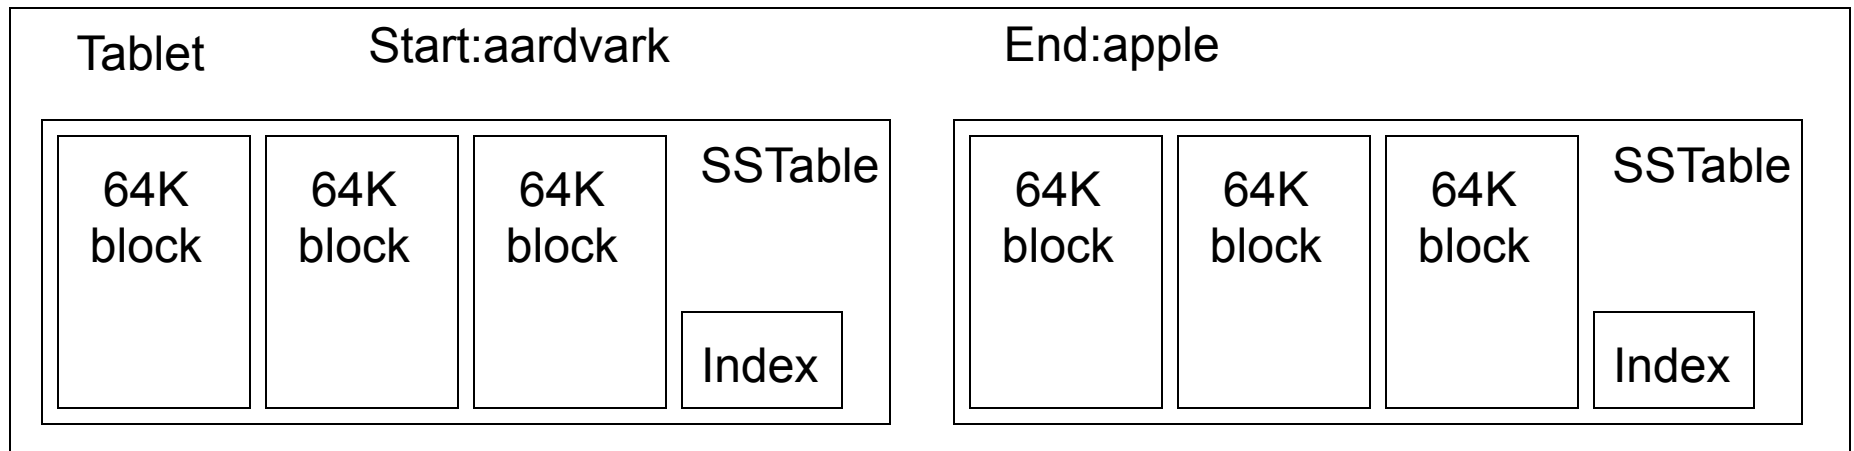 Tablet
Start:aardvark
End:apple
64K
block
64K
block
64K
block
SSTable
Index
64K
block
64K
block
64K
block
SSTable
Index